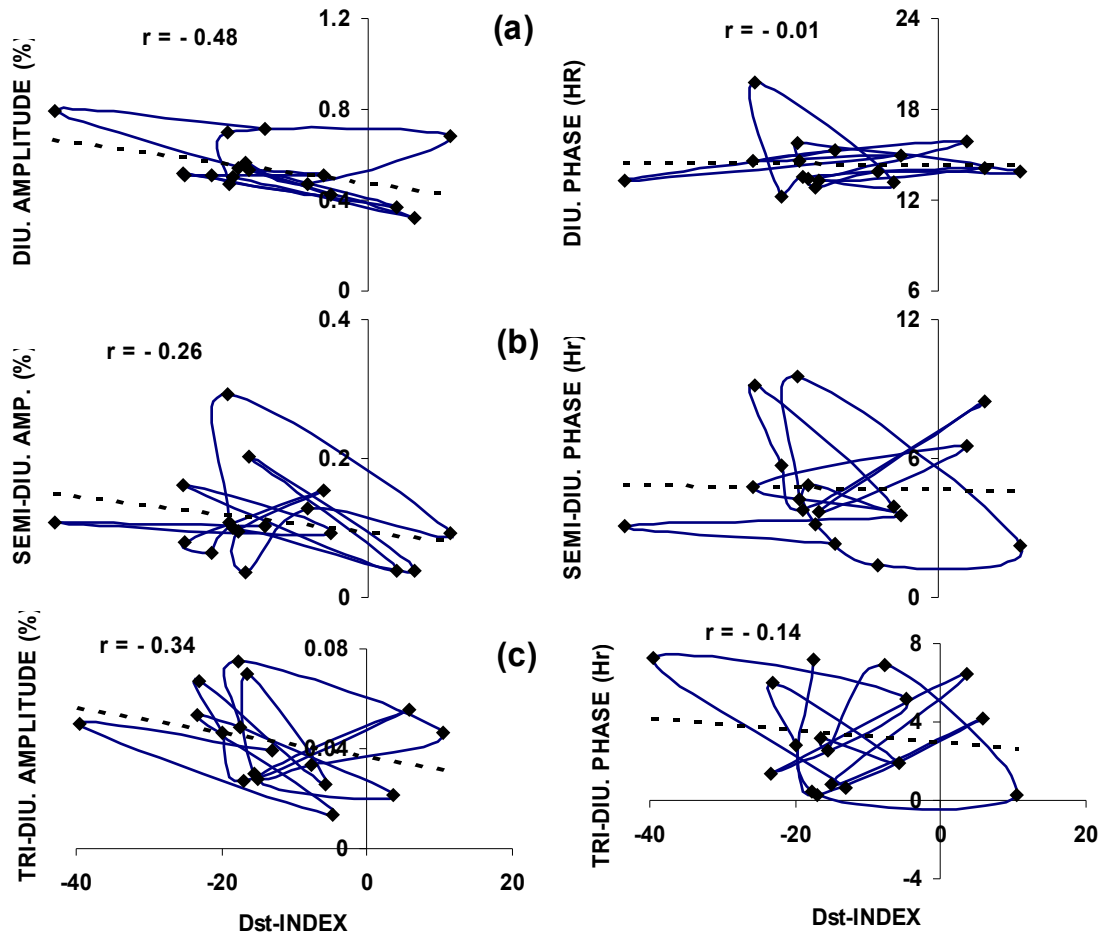 (a)
r = - 0.48
DIU. AMPLITUDE (%)
1.2
0.8
0.4
0
r = - 0.01
DIU. PHASE (HR)
24
18
12
6
(b)
r = - 0.26
SEMI-DIU. AMP. (%)
0.4
0.2
0
SEMI-DIU. PHASE (Hr)
12
6
0
(c)
r = - 0.34
TRI-DIU. AMPLITUDE (%)
0.08
0.04
0
-40 -20 0 20
Dst-INDEX
r = - 0.14
TRI-DIU. PHASE (Hr)
8
4
0
-4
-40 -20 0 20
Dst-INDEX